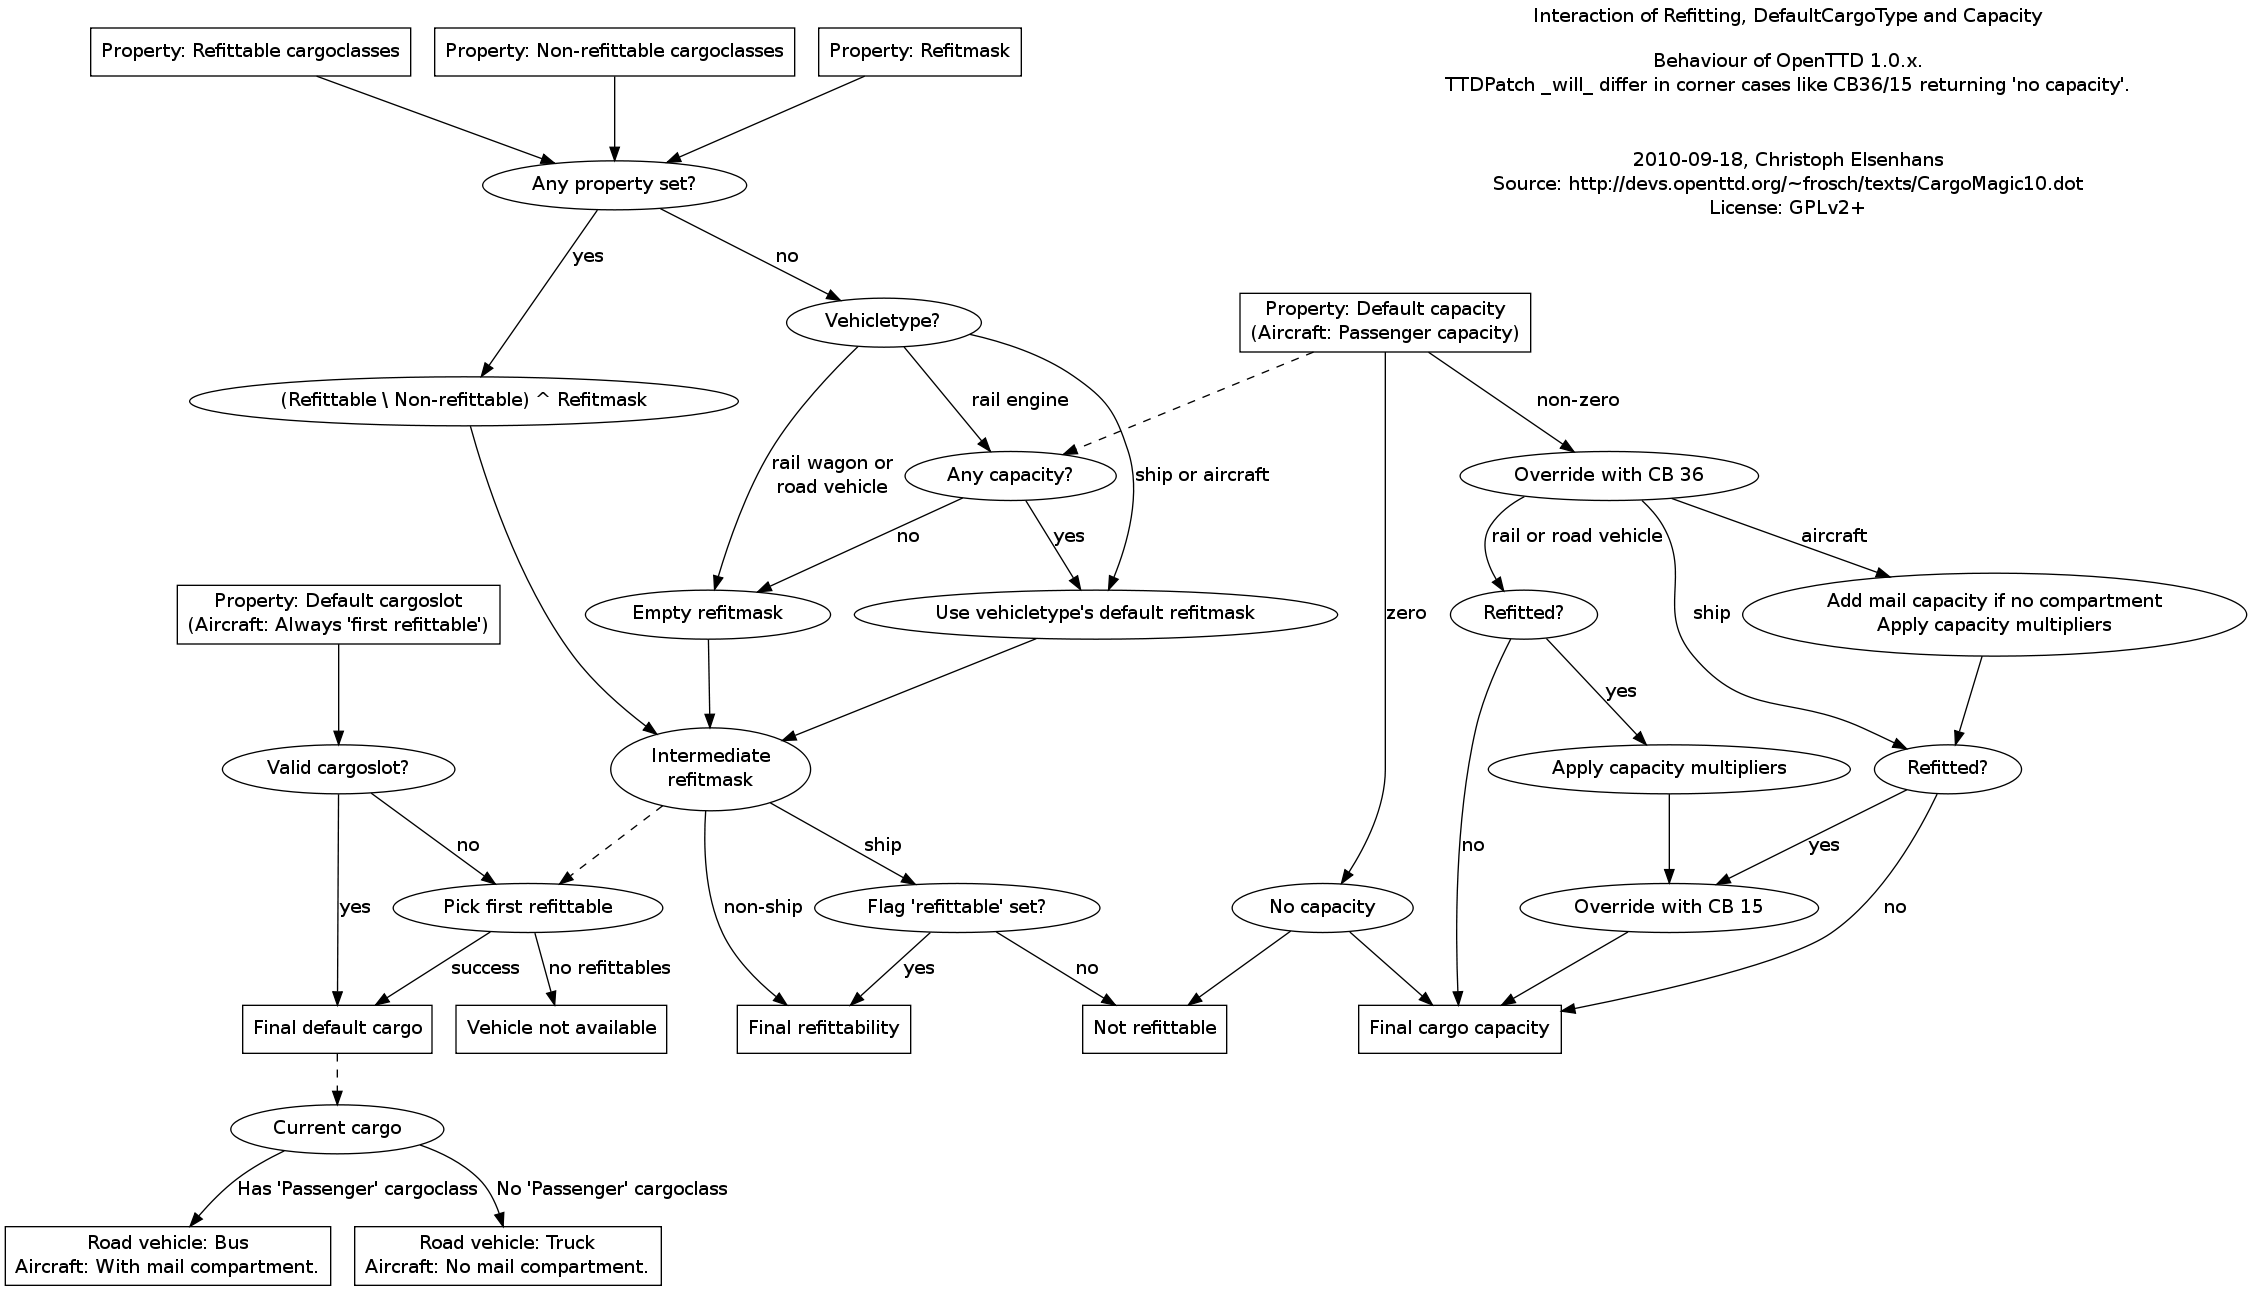 Interaction of Refitting, DefaultCargoType and Capacity
Behaviour of OpenTTD 1.0.x.
TTDPatch _will_ differ in corner cases like CB36/15 returning 'no capacity'.
2010-09-18, Christoph Elsenhans
Source: http://devs.openttd.org/~frosch/texts/CargoMagic10.dot
License: GPLv2+
Property: Refittable cargoclasses
Property: Non-refittable cargoclasses
Property: Refitmask
Any property set?
yes
no
Vehicletype?
Property: Default capacity
(Aircraft: Passenger capacity)
(Refittable \ Non-refittable) ^ Refitmask
rail engine
non-zero
rail wagon or
road vehicle
Any capacity?
ship or aircraft
Override with CB 36
no
yes
rail or road vehicle
aircraft
Property: Default cargoslot
(Aircraft: Always 'first refittable')
Empty refitmask
Use vehicletype's default refitmask
zero
Refitted?
ship
Add mail capacity if no compartment
Apply capacity multipliers
yes
Valid cargoslot?
Intermediate
refitmask
Apply capacity multipliers
Refitted?
no
ship
no
yes
yes
Pick first refittable
non-ship
Flag 'refittable' set?
No capacity
Override with CB 15
no
success
no refittables
yes
no
Final default cargo
Vehicle not available
Final refittability
Not refittable
Final cargo capacity
Current cargo
Has 'Passenger' cargoclass
No 'Passenger' cargoclass
Road vehicle: Bus
Aircraft: With mail compartment.
Road vehicle: Truck
Aircraft: No mail compartment.